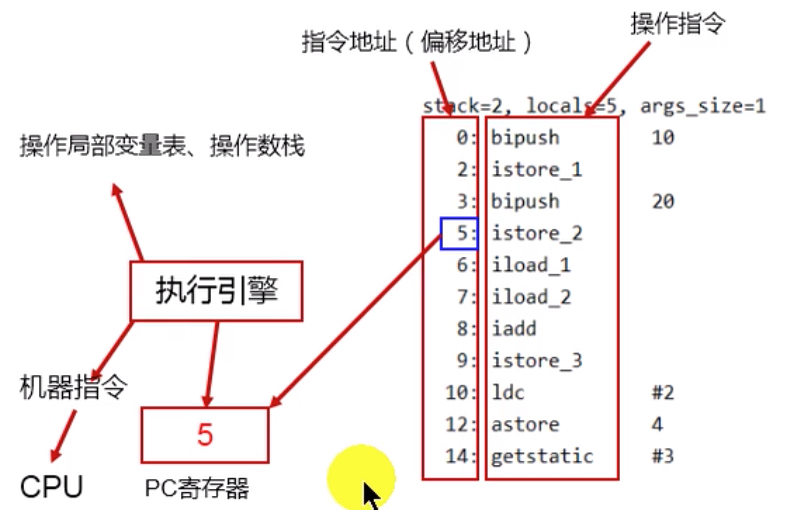 操作指令
指令地址（偏移地址）
stack=2, locals=5, args_size=1
操作局部变量表、操作数栈
0: bipush 10
2: istore_1
3: bipush 20
5: istore_2
6: iload_1
7: iload_2
8: iadd
9: istore_3
10: ldc #2
12: astore 4
14: getstatic #3
执行引擎
机器指令
5
CPU
PC寄存器